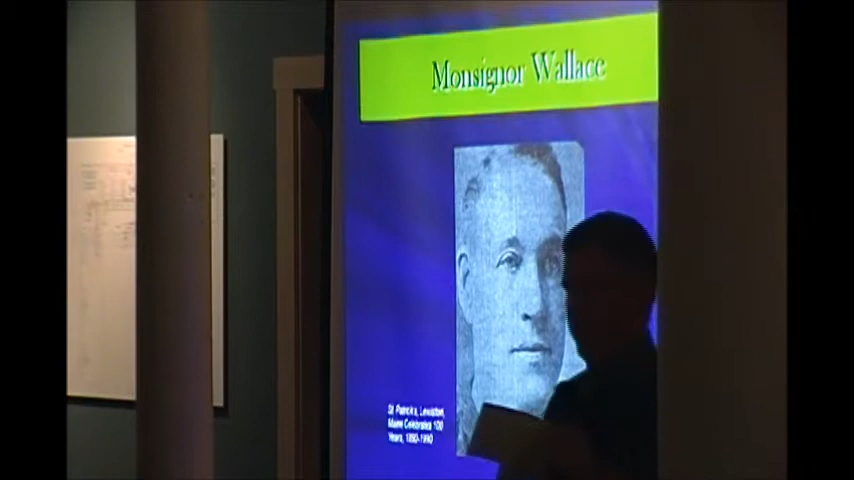 Monsignor Wallace
St Patrick's, Lewiston,
Maine Celebrates 100
Years, 1890-1990